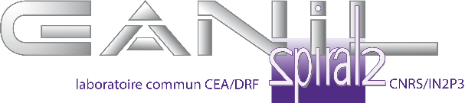 GANIL
spiral2
laboratoire commun CEA/DRF CNRS/IN2P3